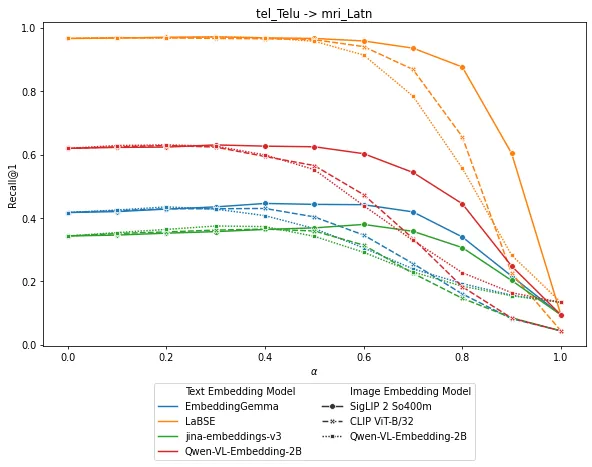 tel_Telu -> mri_Latn
Recall@1
1.0
0.8
0.6
0.4
0.2
0.0
0.0 0.2 0.4 0.6 0.8 1.0
α
Text Embedding Model
EmbeddingGemma
LaBSE
jina-embeddings-v3
Qwen-VL-Embedding-2B
Image Embedding Model
SigLIP 2 So400m
CLIP ViT-B/32
Qwen-VL-Embedding-2B